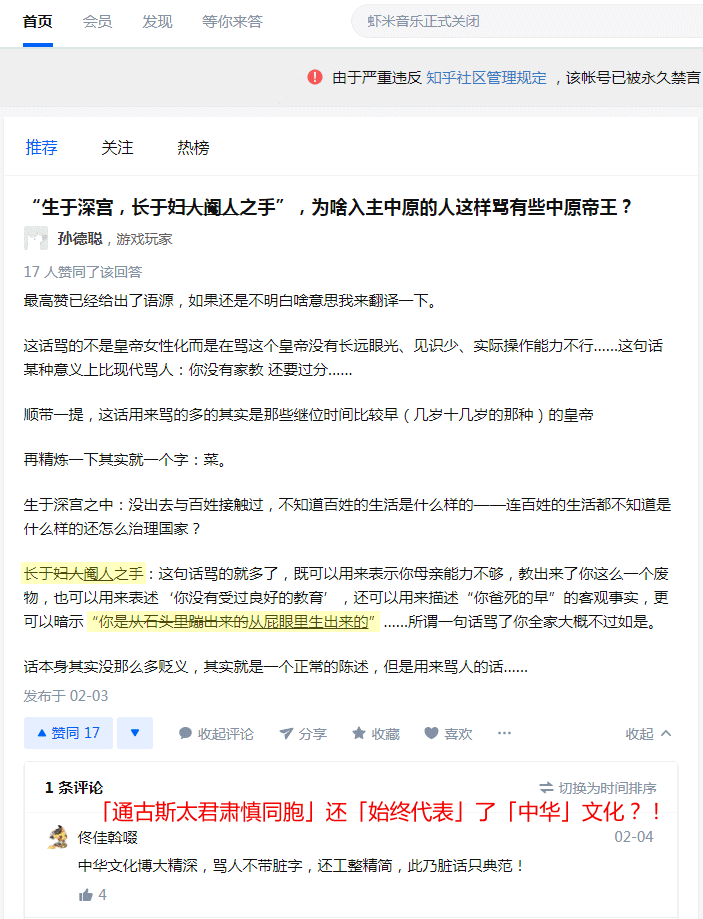 首页 会员 发现 等你来答 虾米音乐正式关闭
由于严重违反 知乎社区管理规定 ，该帐号已被永久禁言
推荐 关注 热榜
“生于深宫，长于妇人阉人之手”，为啥入主中原的人这样骂有些中原帝王？
孙德聪，游戏玩家
17 人赞同了该回答
最高赞已经给出了语源，如果还是不明白啥意思我来翻译一下。
这话骂的不是皇帝女性化而是在骂这个皇帝没有长远眼光、见识少、实际操作能力不行......这句话
某种意义上比现代骂人：你没有家教 还要过分......
顺带一提，这话用来骂的多的其实是那些继位时间比较早（几岁十几岁的那种）的皇帝
再精炼一下其实就一个字：菜。
生于深宫之中：没出去与百姓接触过，不知道百姓的生活是什么样的——连百姓的生活都不知道是
什么样的还怎么治理国家？
长于妇人阉人之手：这句话骂的就多了，既可以用来表示你母亲能力不够，教出来了你这么一个废
物，也可以用来表述‘你没有受过良好的教育’，还可以用来描述“你爸死的早”的客观事实，更
可以暗示“你是从石头里蹦出来的从屁眼里生出来的”......所谓一句话骂了你全家大概不过如是。
话本身其实没那么多贬义，其实就是一个正常的陈述，但是用来骂人的话......
发布于 02-03
赞同 17 收起评论 分享 收藏 喜欢 ··· 收起
1 条评论 切换为时间排序
「通古斯太君肃慎同胞」还「始终代表」了「中华」文化？！
佟佳斡啜 02-04
中华文化博大精深，骂人不带脏字，还工整精简，此乃脏话只典范！
4